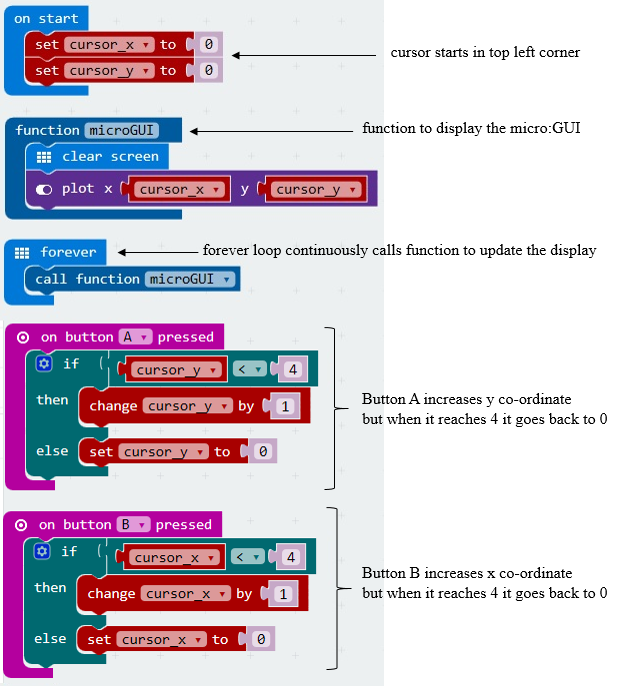 on start
set cursor_x to 0
set cursor_y to 0
cursor starts in top left corner
function microGUI
function to display the micro:GUI
clear screen
plot x cursor_x y cursor_y
forever
forever loop continuously calls function to update the display
call function microGUI
on button A pressed
if cursor_y < 4
then change cursor_y by 1
else set cursor_y to 0
Button A increases y co-ordinate
but when it reaches 4 it goes back to 0
on button B pressed
if cursor_x < 4
then change cursor_x by 1
else set cursor_x to 0
Button B increases x co-ordinate
but when it reaches 4 it goes back to 0